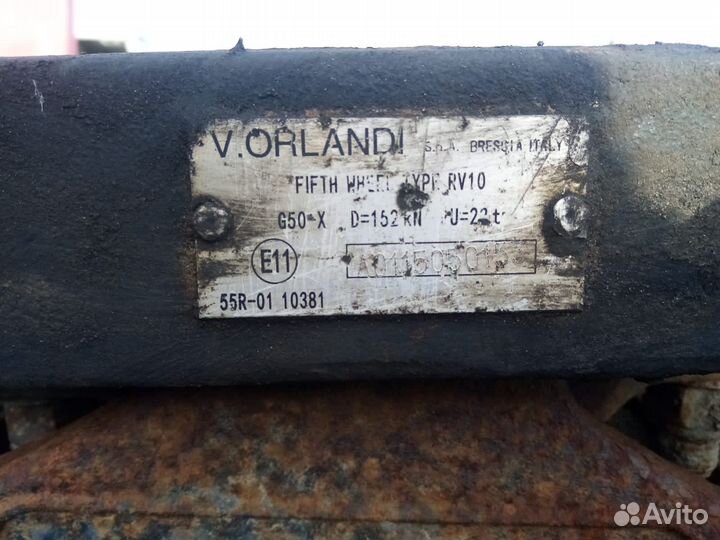 V.ORLANDI S.p.A. BRESCIA ITALY
FIFTH WHEEL TYPE RV10
G50-X D=152 kN U=22 t
E11
55R-01 10381
Avito